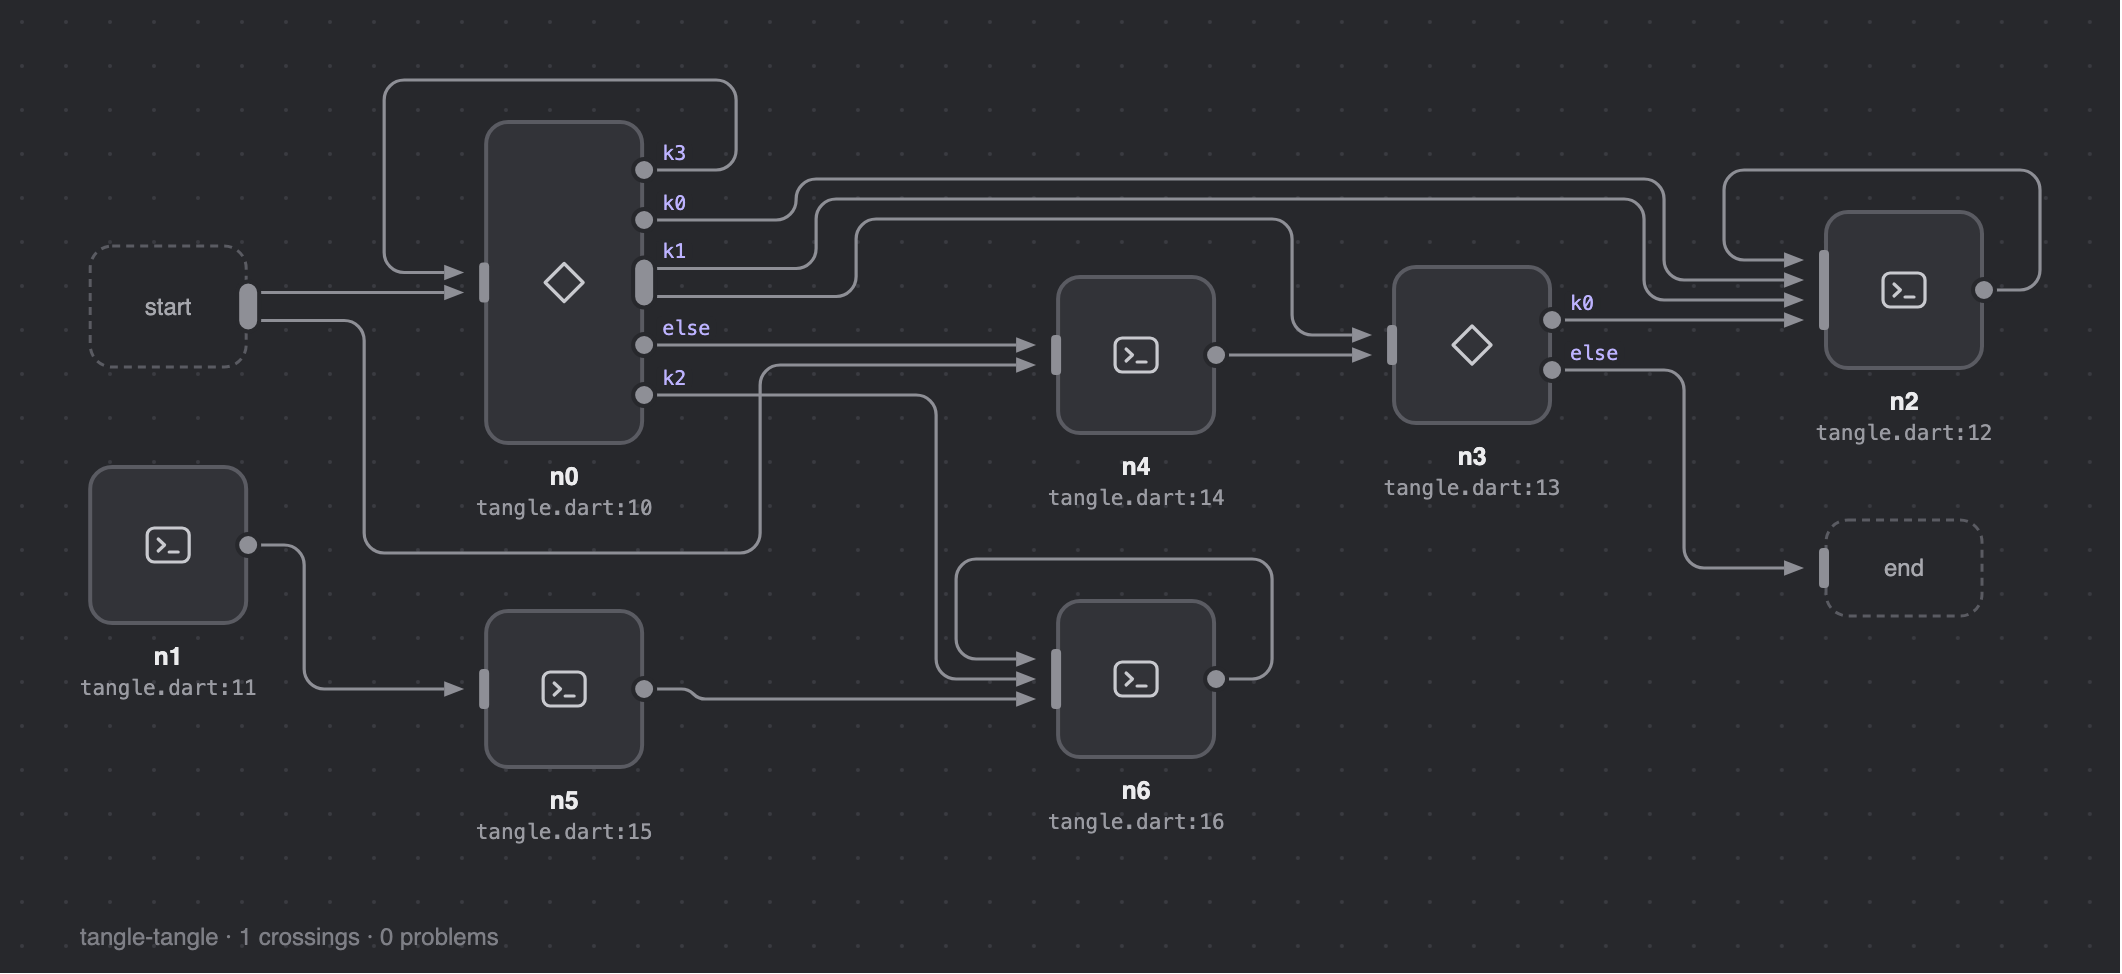 k3
k0
k1
else
k2
start
n0
tangle.dart:10
n4
tangle.dart:14
k0
else
n3
tangle.dart:13
n2
tangle.dart:12
end
n1
tangle.dart:11
n5
tangle.dart:15
n6
tangle.dart:16
tangle-tangle · 1 crossings · 0 problems